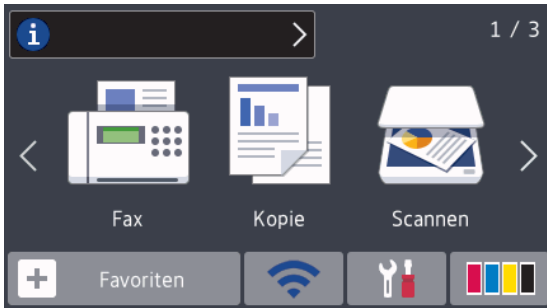 1 / 3
Fax
Kopie
Scannen
Favoriten